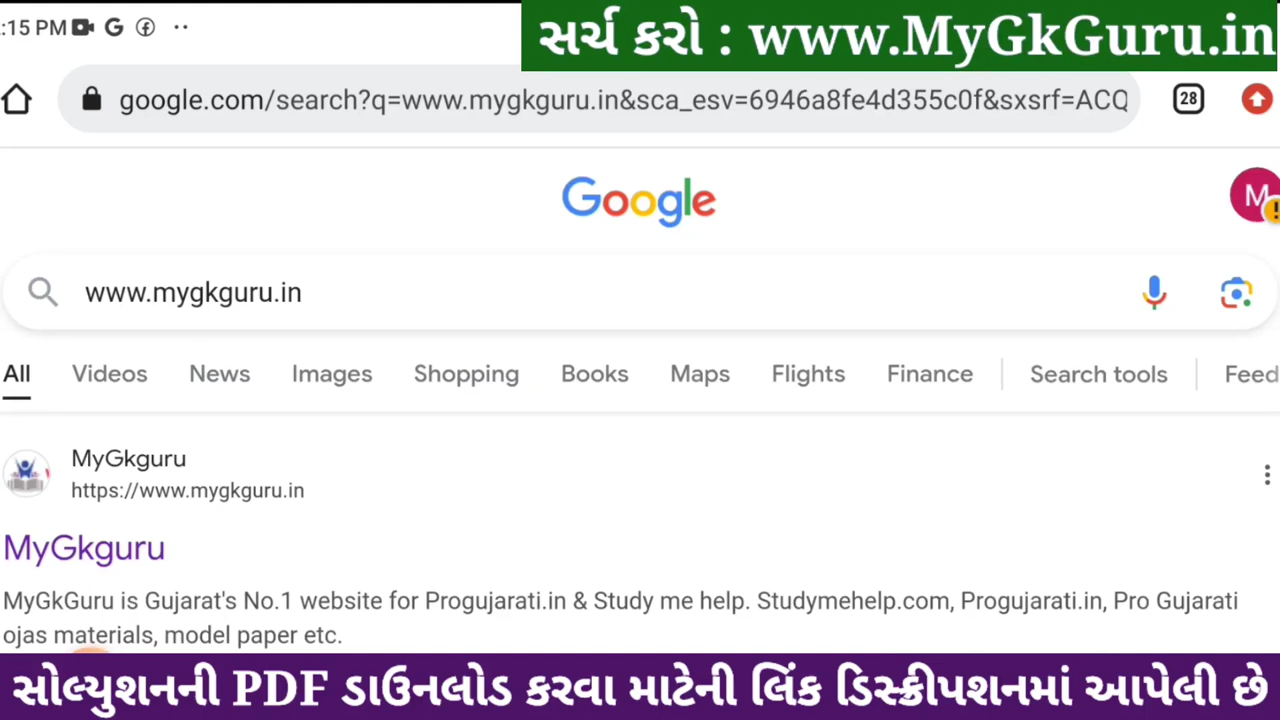 :15 PM
સર્ચ કરો : www.MyGkGuru.in
google.com/search?q=www.mygkguru.in&sca_esv=6946a8fe4d355c0f&sxsrf=ACQ
28
Google
M
www.mygkguru.in
All Videos News Images Shopping Books Maps Flights Finance Search tools Feed
MyGkguru
https://www.mygkguru.in
MyGkguru
MyGkGuru is Gujarat's No.1 website for Progujarati.in & Study me help. Studymehelp.com, Progujarati.in, Pro Gujarati
ojas materials, model paper etc.
સોલ્યુશનની PDF ડાઉનલોડ કરવા માટેની લિંક ડિસ્ક્રીપશનમાં આપેલી છે